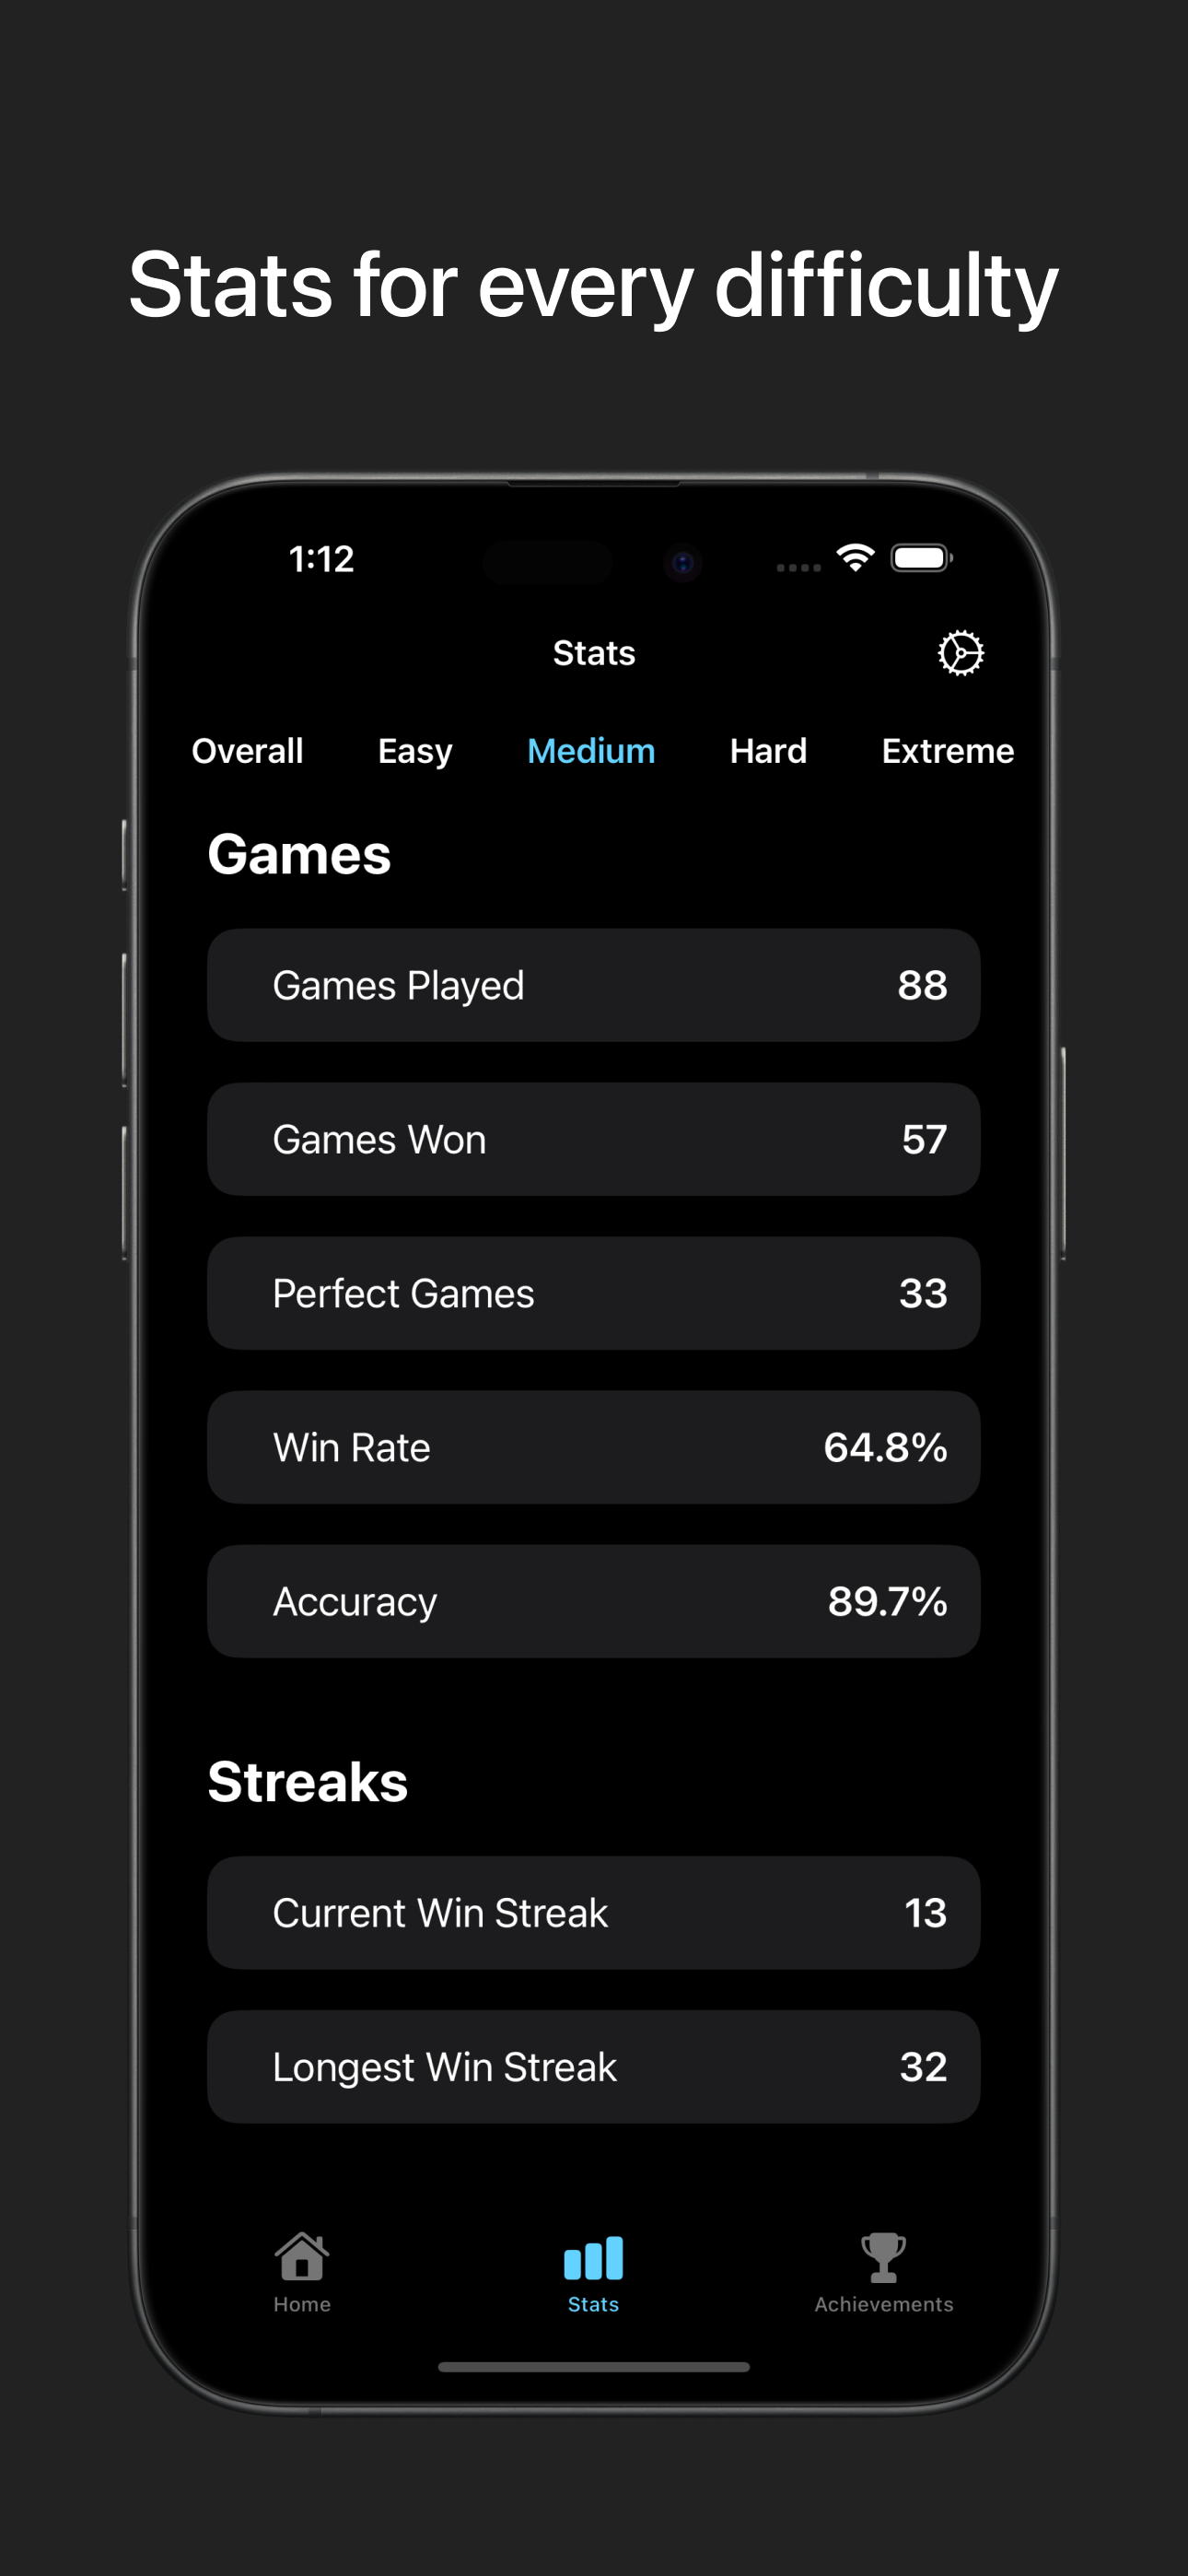 Stats for every difficulty
1:12
Stats
Overall Easy Medium Hard Extreme
Games
Games Played 88
Games Won 57
Perfect Games 33
Win Rate 64.8%
Accuracy 89.7%
Streaks
Current Win Streak 13
Longest Win Streak 32
Home Stats Achievements